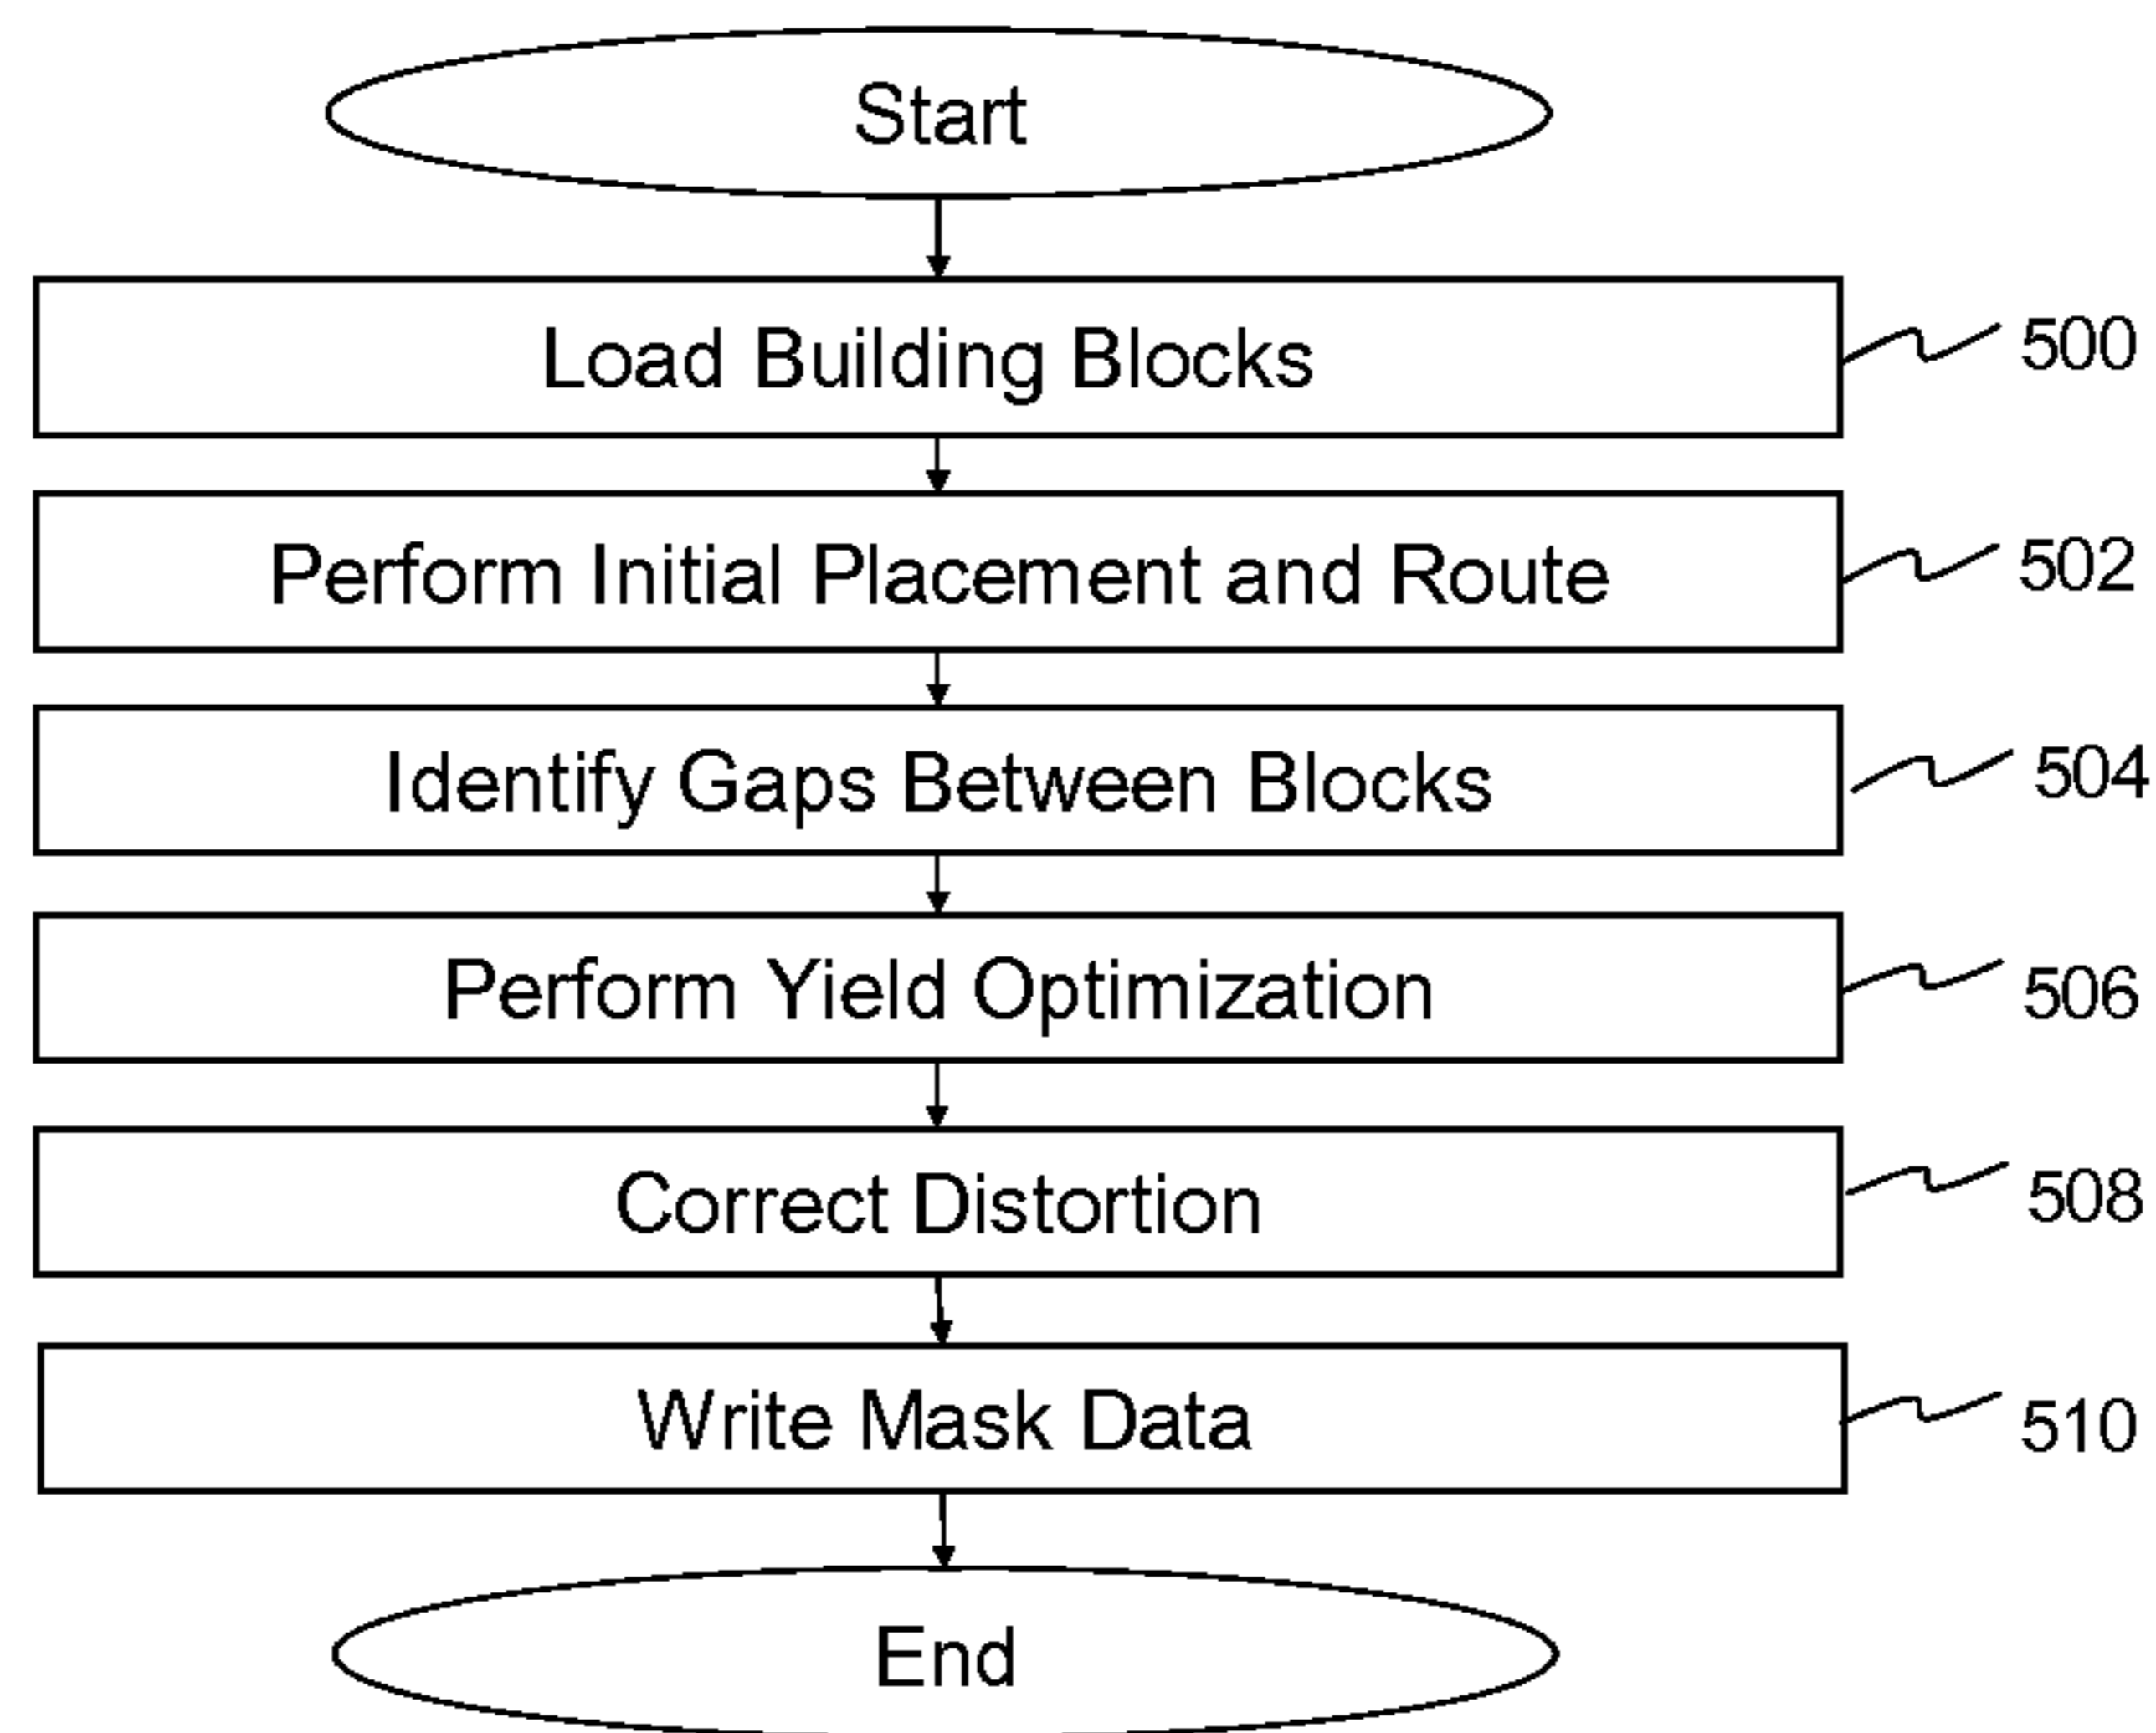 Start
Load Building Blocks
500
Perform Initial Placement and Route
502
Identify Gaps Between Blocks
504
Perform Yield Optimization
506
Correct Distortion
508
Write Mask Data
510
End